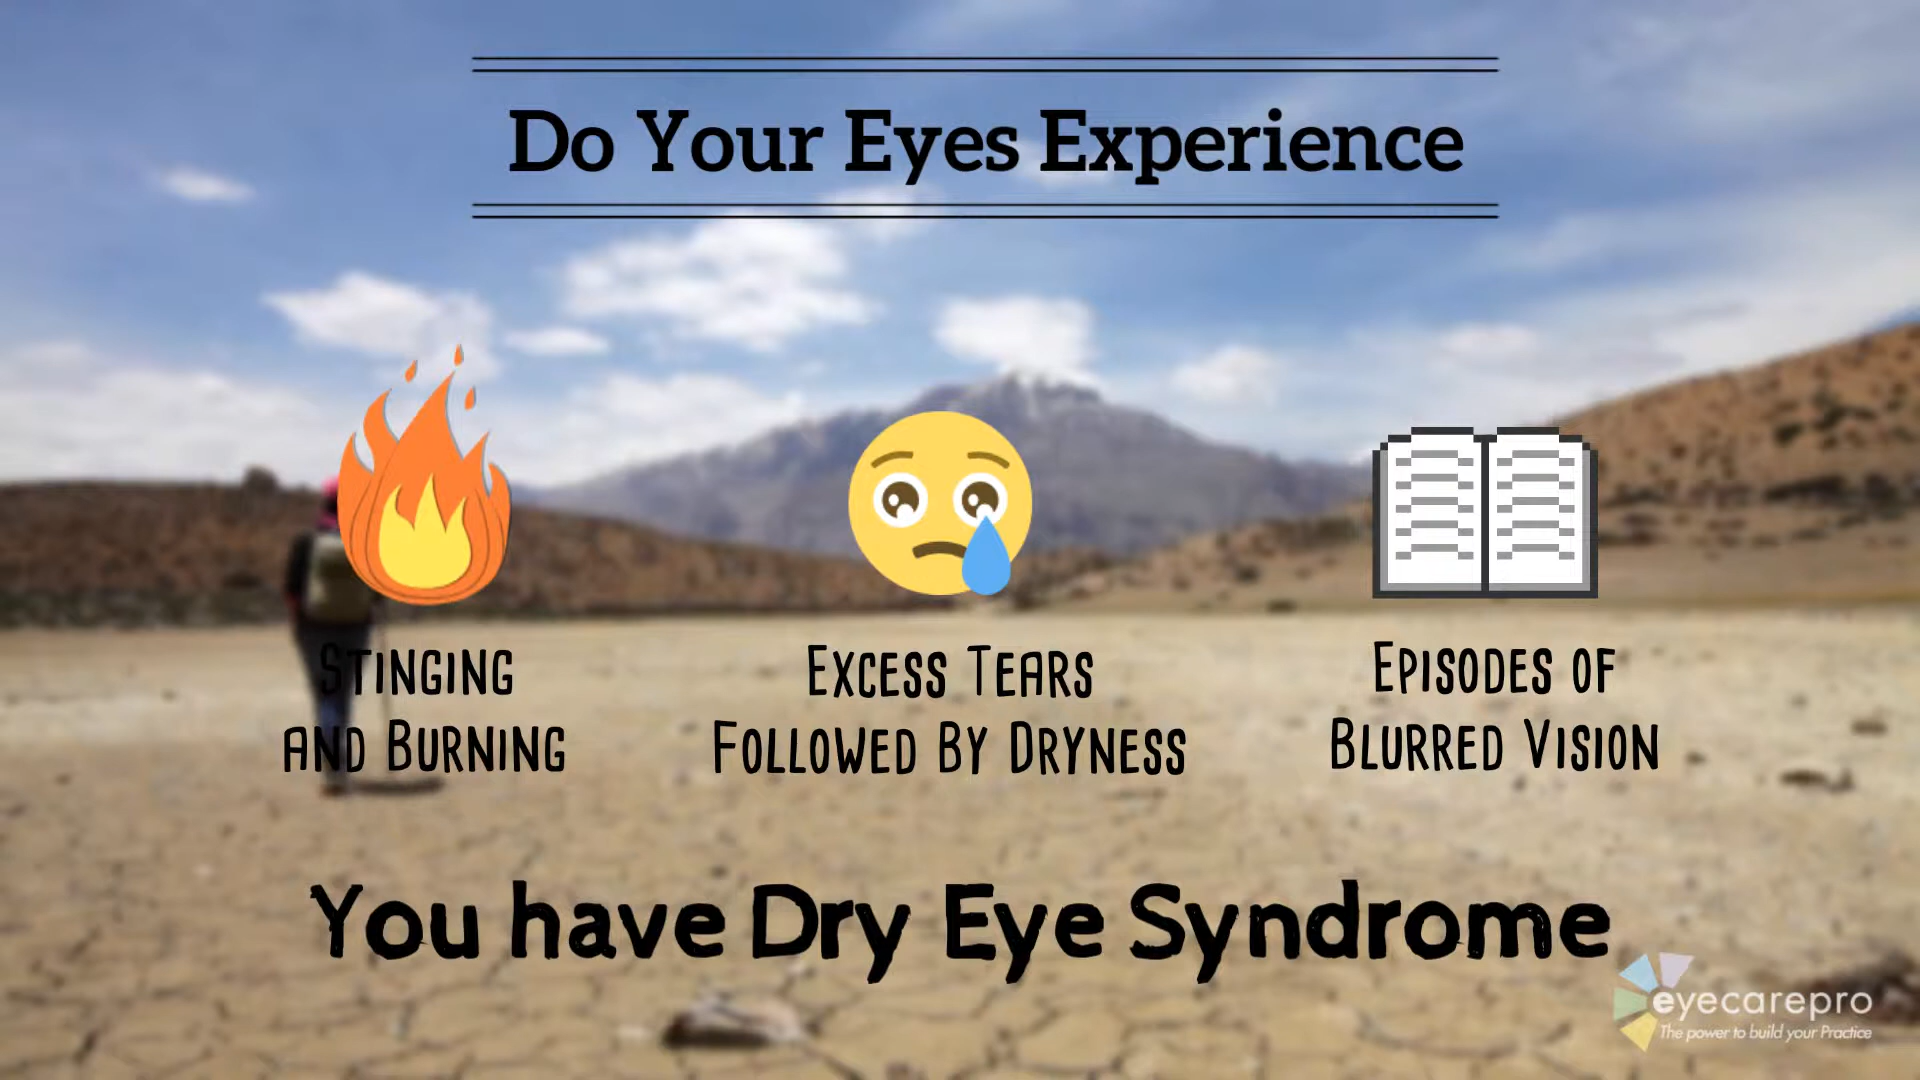 Do Your Eyes Experience
Stinging
and Burning
Excess Tears
Followed By Dryness
Episodes of
Blurred Vision
You have Dry Eye Syndrome
eyecarepro
The power to build your Practice